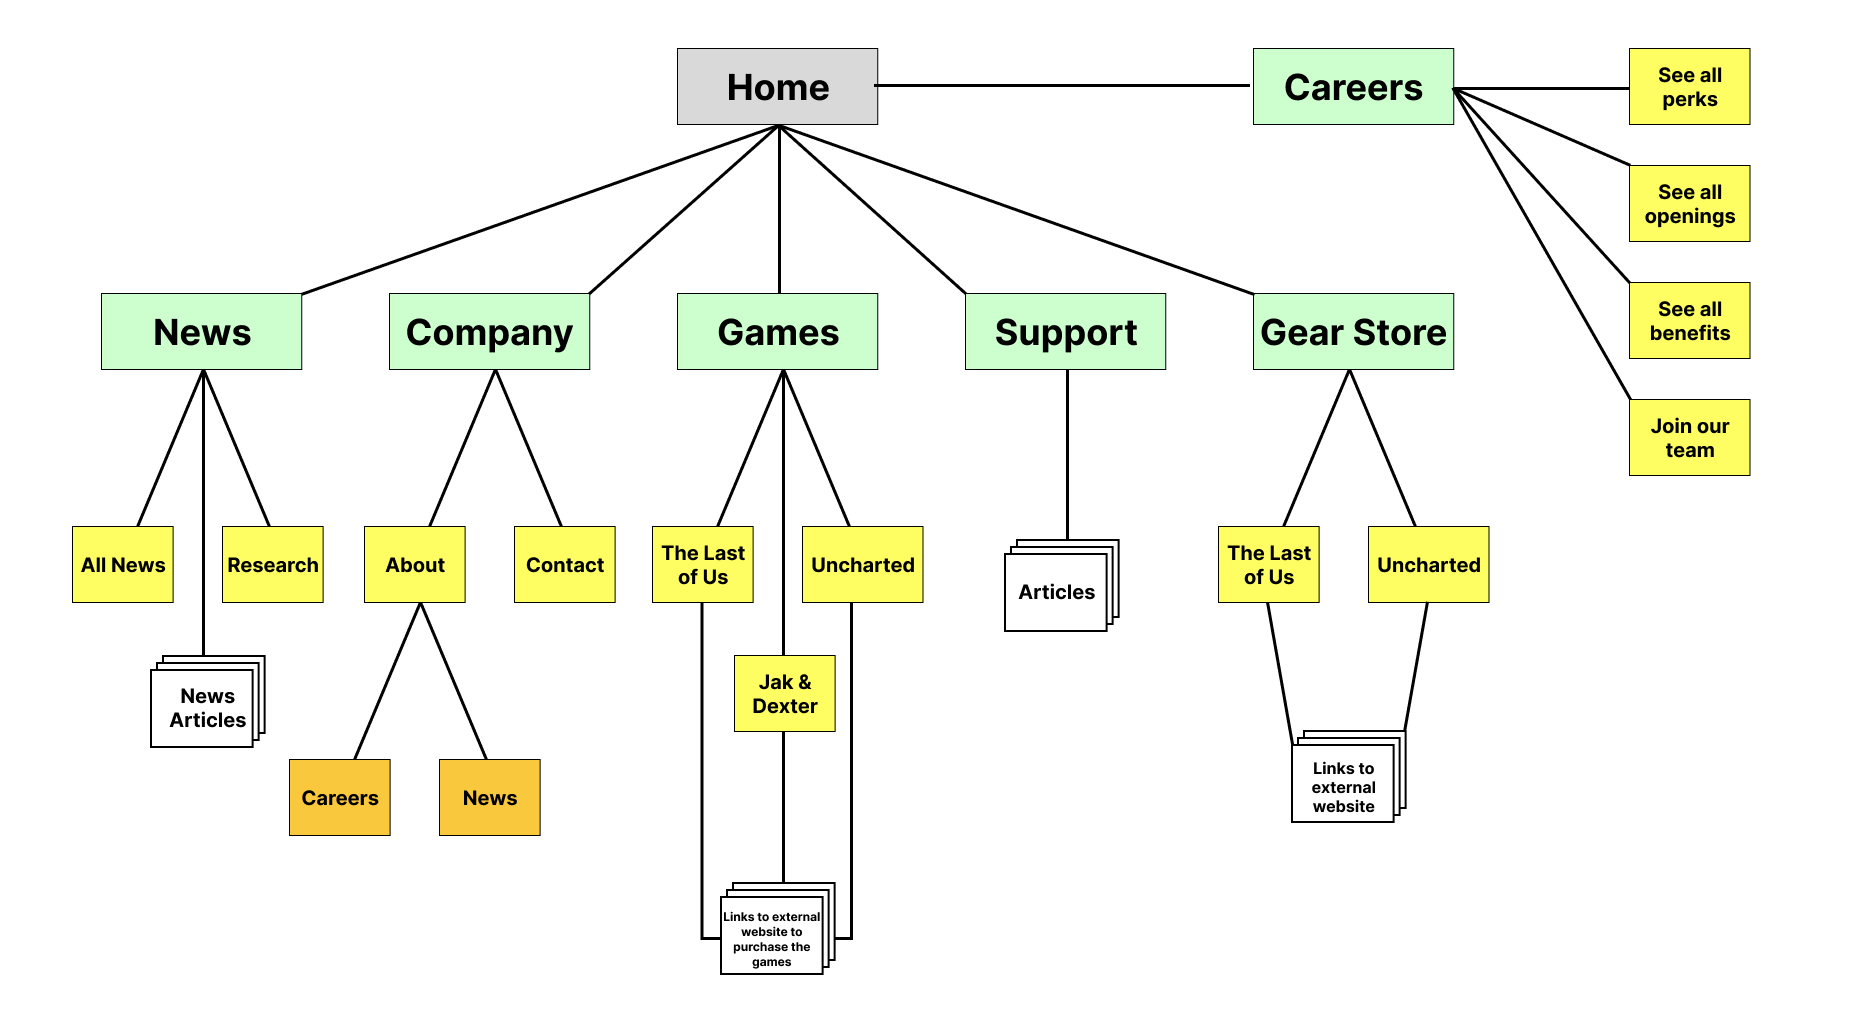 Home
Careers
See all
perks
See all
openings
See all
benefits
Join our
team
News
Company
Games
Support
Gear Store
All News
Research
About
Contact
The Last
of Us
Uncharted
Articles
The Last
of Us
Uncharted
News
Articles
Jak &
Dexter
Careers
News
Links to
external
website
Links to external
website to
purchase the
games